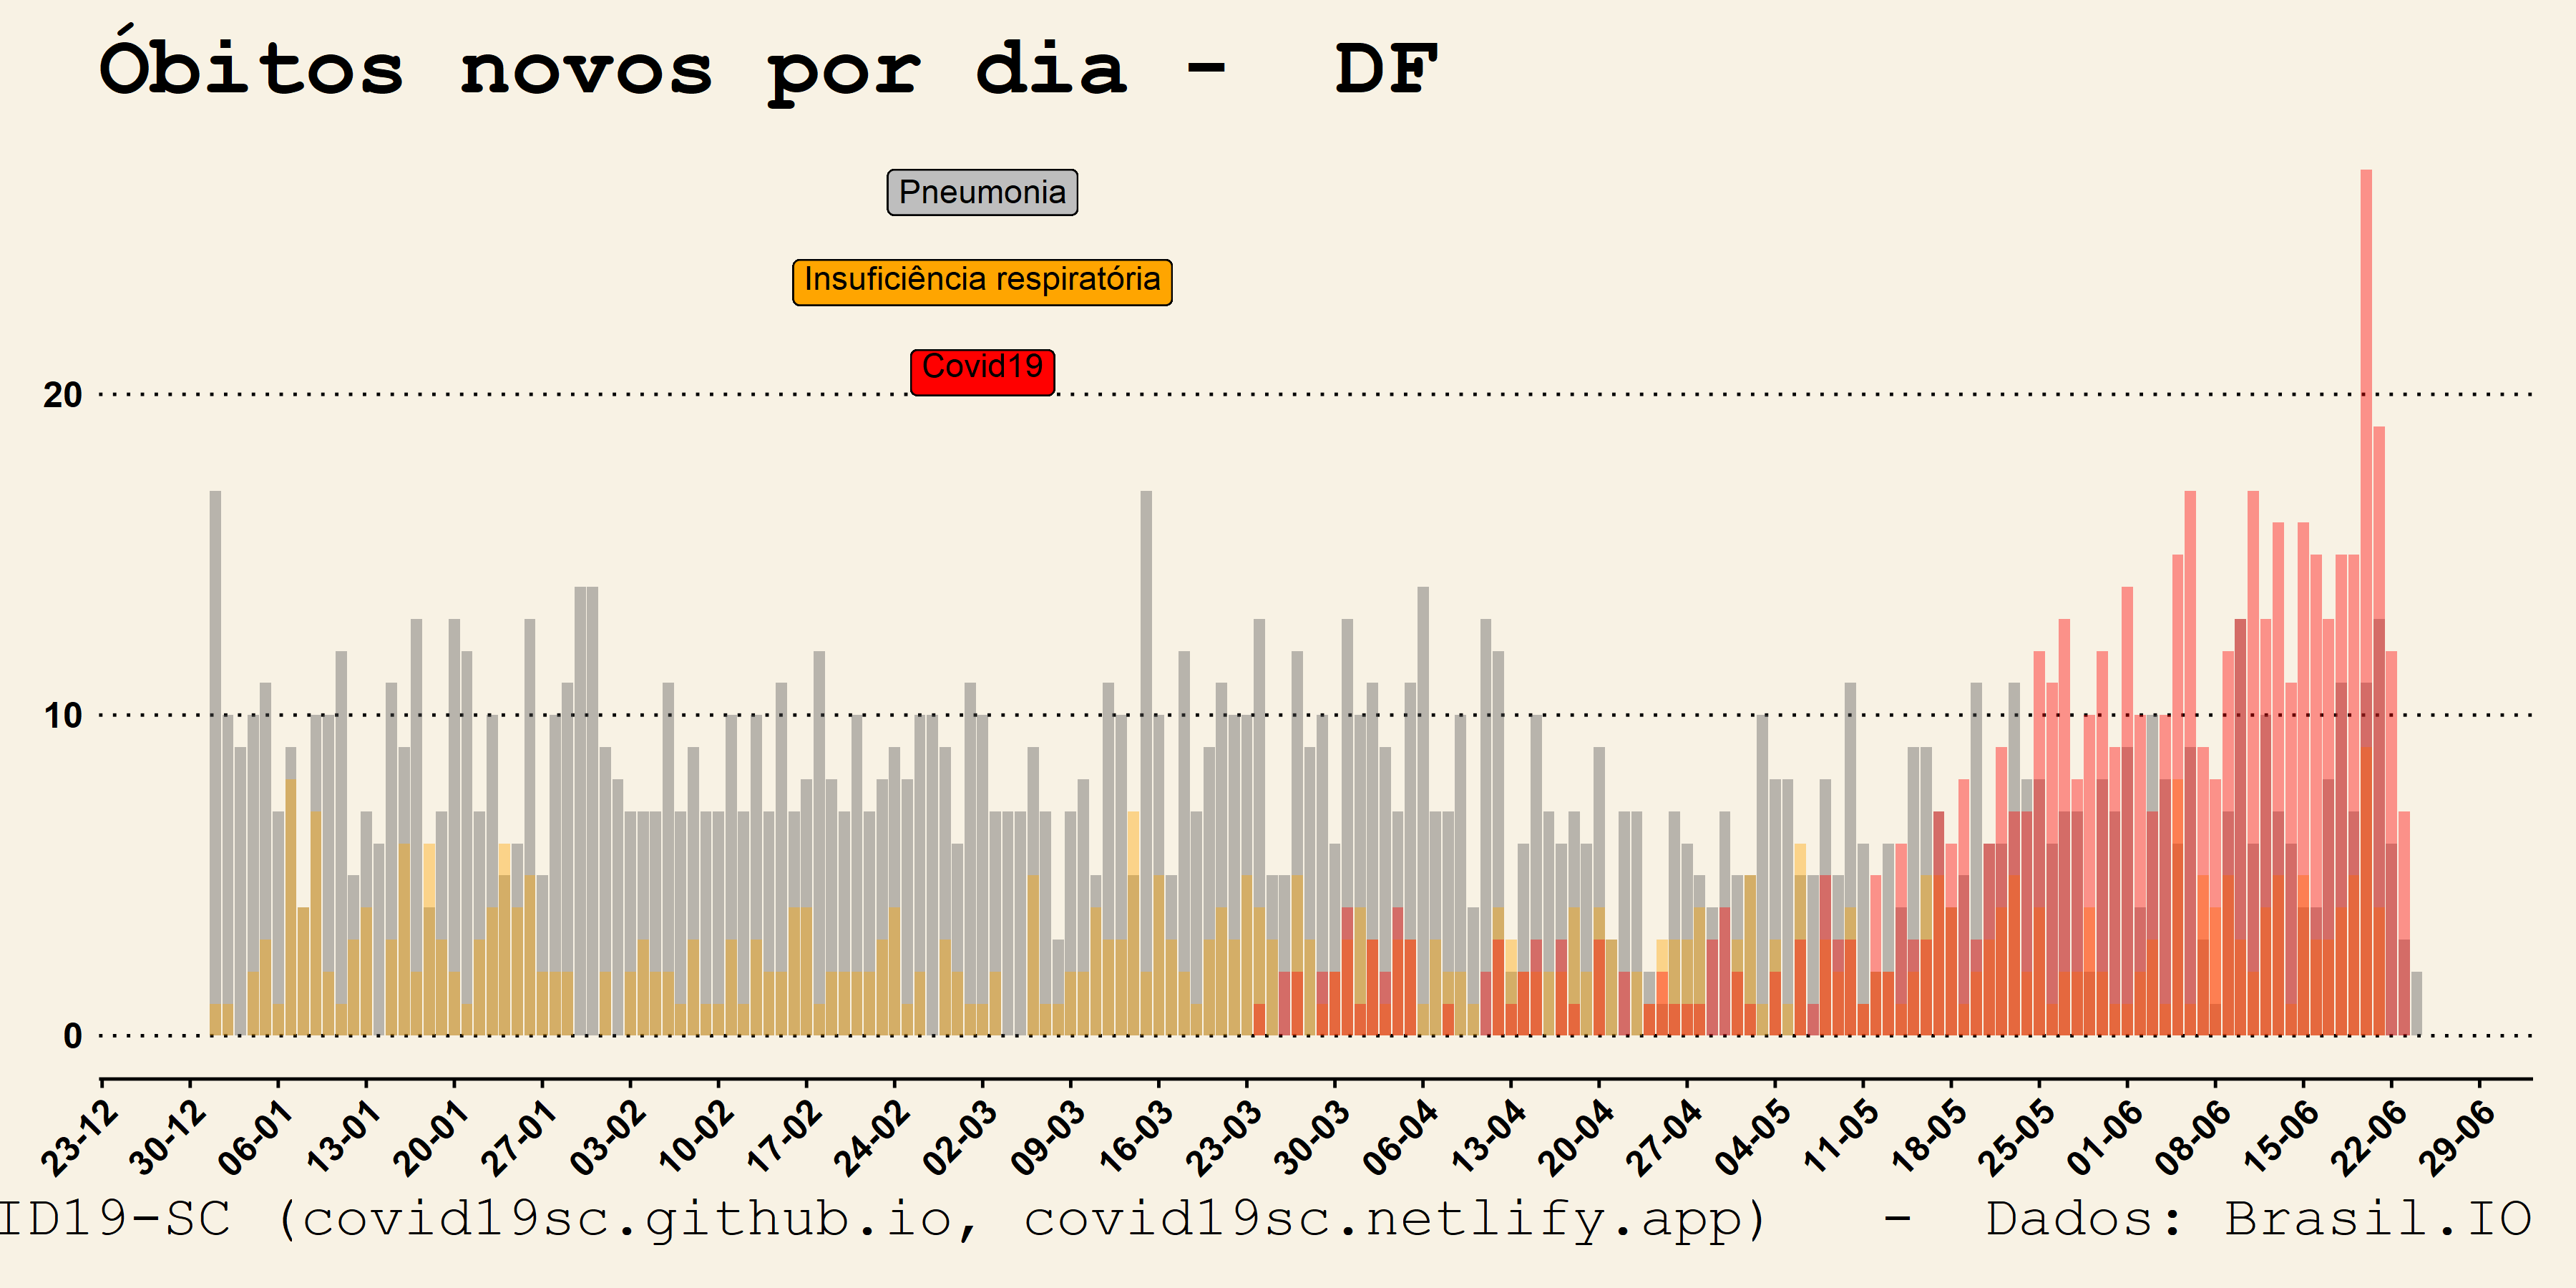 Óbitos novos por dia - DF
Pneumonia
Insuficiência respiratória
Covid19
20
10
0
23-12 30-12 06-01 13-01 20-01 27-01 03-02 10-02 17-02 24-02 02-03 09-03 16-03 23-03 30-03 06-04 13-04 20-04 27-04 04-05 11-05 18-05 25-05 01-06 08-06 15-06 22-06 29-06
ID19-SC (covid19sc.github.io, covid19sc.netlify.app) - Dados: Brasil.IO